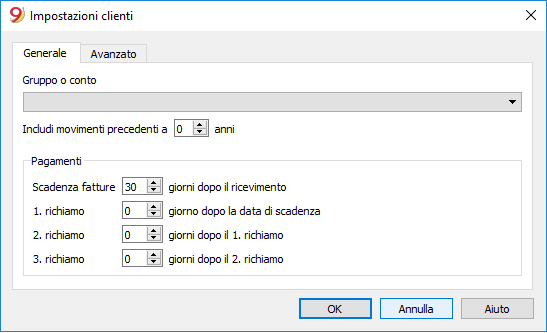 9 Impostazioni clienti
Generale Avanzato
Gruppo o conto
Includi movimenti precedenti a 0 anni
Pagamenti
Scadenza fatture 30 giorni dopo il ricevimento
1. richiamo 0 giorno dopo la data di scadenza
2. richiamo 0 giorni dopo il 1. richiamo
3. richiamo 0 giorni dopo il 2. richiamo
OK Annulla Aiuto